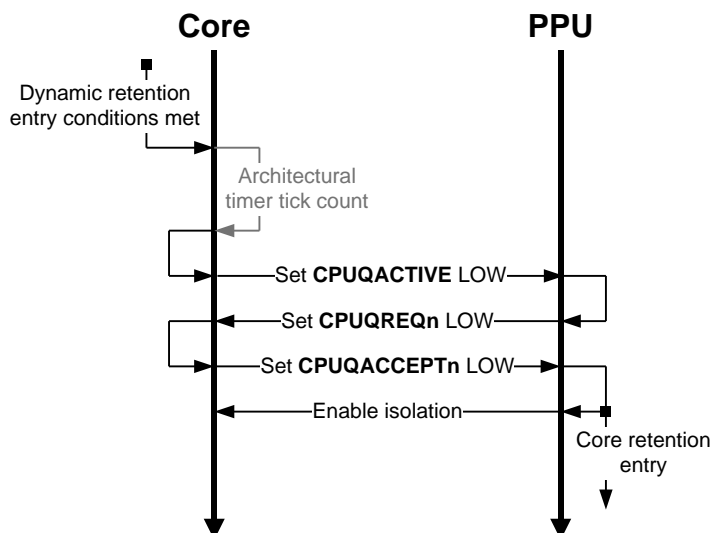 Core
PPU
Dynamic retention
entry conditions met
Architectural
timer tick count
Set CPUQACTIVE LOW
Set CPUQREQn LOW
Set CPUQACCEPTn LOW
Enable isolation
Core retention
entry